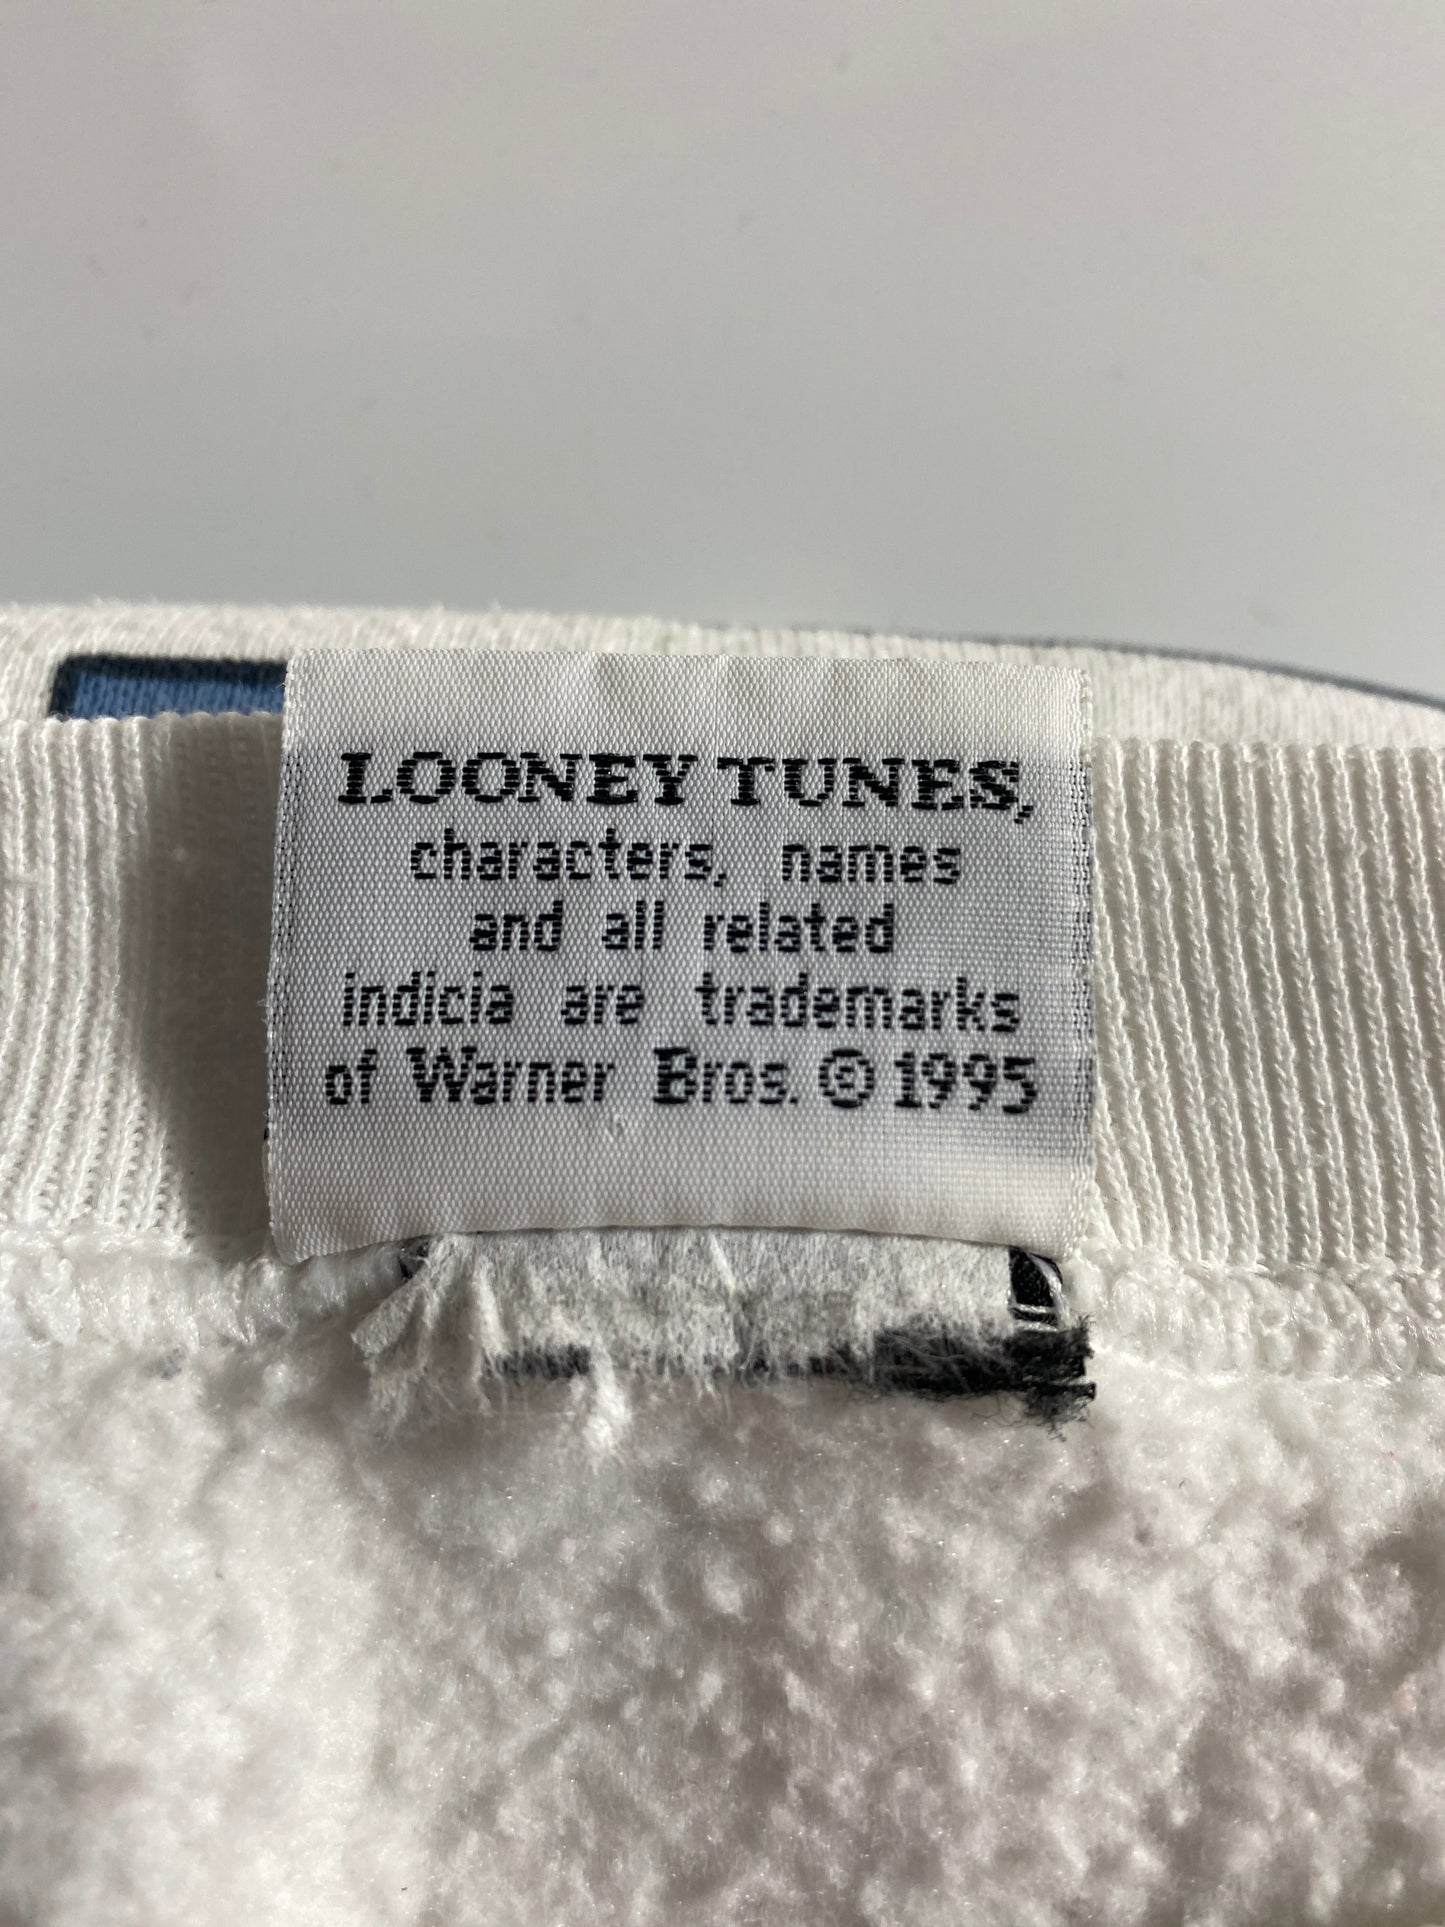 LOONEY TUNES,
characters, names
and all related
indicia are trademarks
of Warner Bros. © 1995